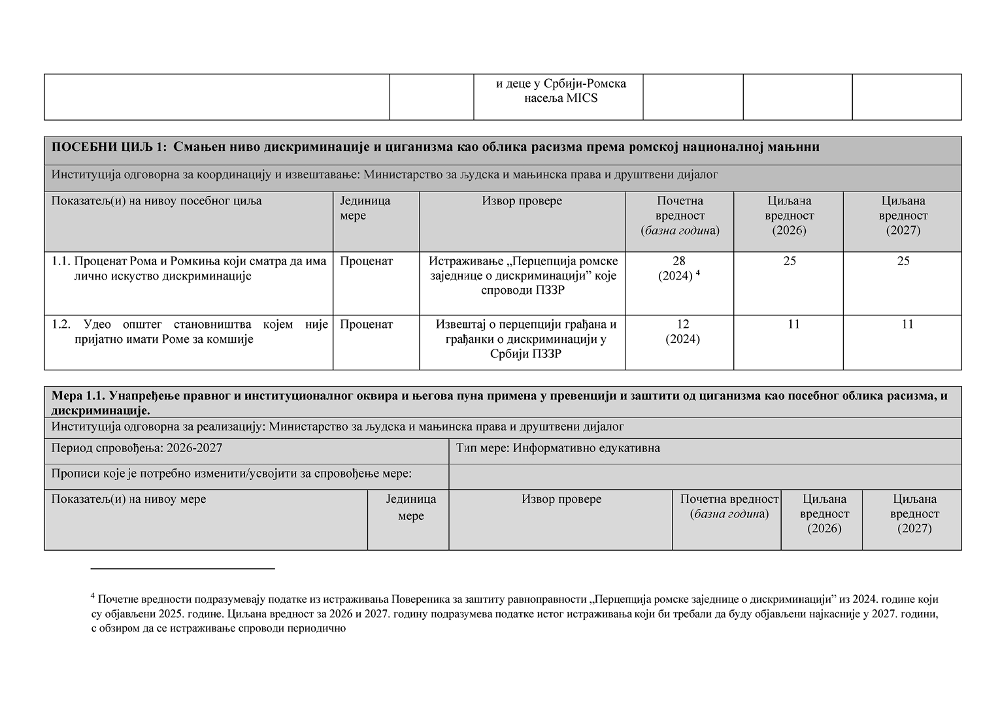 и деце у Србији-Ромска
насеља MICS
ПОСЕБНИ ЦИЉ 1: Смањен ниво дискриминације и циганизма као облика расизма према ромској националној мањини
Институција одговорна за координацију и извештавање: Министарство за људска и мањинска права и друштвени дијалог
Показатељ(и) на нивоу посебног циља
Јединица
мере
Извор провере
Почетна
вредност
(базна година)
Циљана
вредност
(2026)
Циљана
вредност
(2027)
1.1. Проценат Рома и Ромкиња који сматра да има
лично искуство дискриминације
Проценат
Истраживање „Перцепција ромске
заједнице о дискриминацији” које
спроводи ПЗЗР
28
(2024) 4
25
25
1.2. Удео општег становништва којем није
пријатно имати Роме за комшије
Проценат
Извештај о перцепцији грађана и
грађанки о дискриминацији у
Србији ПЗЗР
12
(2024)
11
11
Мера 1.1. Унапређење правног и институционалног оквира и његова пуна примена у превенцији и заштити од циганизма као посебног облика расизма, и
дискриминације.
Институција одговорна за реализацију: Министарство за људска и мањинска права и друштвени дијалог
Период спровођења: 2026-2027
Тип мере: Информативно едукативна
Прописи које је потребно изменити/усвојити за спровођење мере:
Показатељ(и) на нивоу мере
Јединица
мере
Извор провере
Почетна вредност
(базна година)
Циљана
вредност
(2026)
Циљана
вредност
(2027)
4 Почетне вредности подразумевају податке из истраживања Повереника за заштиту равноправности „Перцепција ромске заједнице о дискриминацији” из 2024. године који
су објављени 2025. године. Циљана вредност за 2026 и 2027. годину подразумева податке истог истраживања који би требали да буду објављени најкасније у 2027. години,
с обзиром да се истраживање спроводи периодично